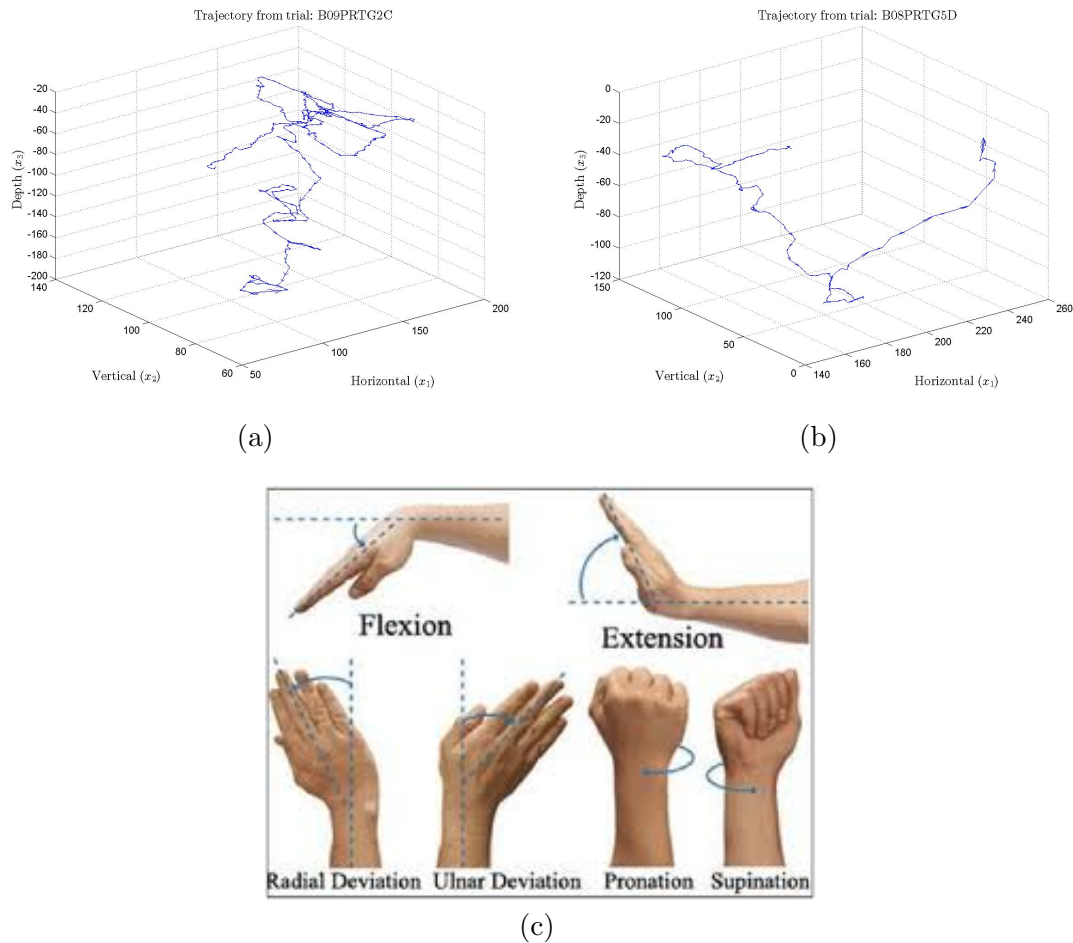 Trajectory from trial: B09PRTG2C
-20
-40
-60
-80
-100
-120
-140
-160
-180
-200
Depth (x₃)
140
120
100
80
60
Vertical (x₂)
50
100
150
200
Horizontal (x₁)
(a)
Trajectory from trial: B08PRTG5D
0
-20
-40
-60
-80
-100
-120
Depth (x₃)
150
100
50
0
Vertical (x₂)
140
160
180
200
220
240
260
Horizontal (x₁)
(b)
Flexion
Extension
Radial Deviation Ulnar Deviation Pronation Supination
(c)